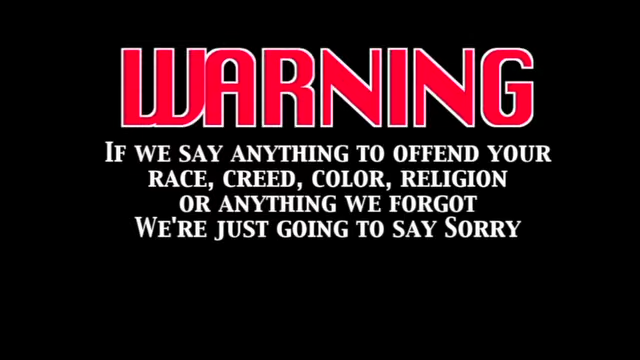 WARNING
IF WE SAY ANYTHING TO OFFEND YOUR
RACE, CREED, COLOR, RELIGION
OR ANYTHING WE FORGOT
WE'RE JUST GOING TO SAY SORRY